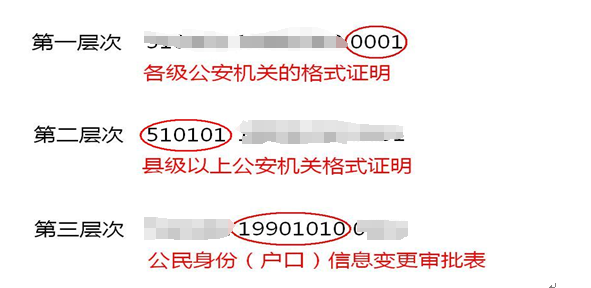 第一层次 0001
各级公安机关的格式证明
第二层次 510101
县级以上公安机关格式证明
第三层次 19901010
公民身份（户口）信息变更审批表